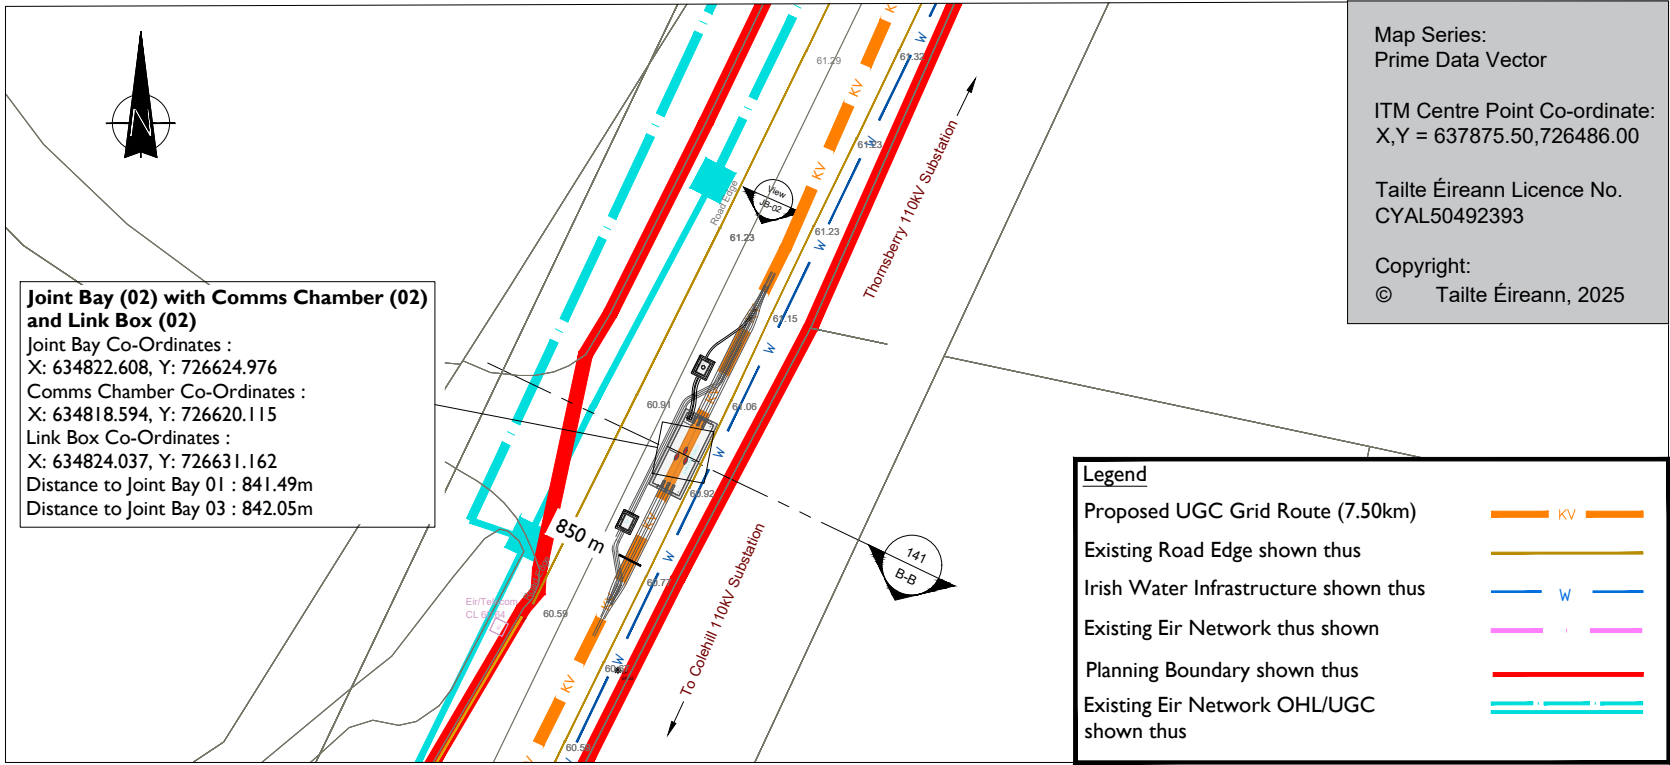 Map Series:
Prime Data Vector
ITM Centre Point Co-ordinate:
X,Y = 637875.50,726486.00
Tailte Éireann Licence No.
CYAL50492393
Copyright:
© Tailte Éireann, 2025
N
61.29
61.32
KV
W
61.23
KV
W
Thornsberry 110kV Substation
View
JB-02
Road Edge
61.23
61.23
W
61.15
W
Joint Bay (02) with Comms Chamber (02)
and Link Box (02)
Joint Bay Co-Ordinates :
X: 634822.608, Y: 726624.976
Comms Chamber Co-Ordinates :
X: 634818.594, Y: 726620.115
Link Box Co-Ordinates :
X: 634824.037, Y: 726631.162
Distance to Joint Bay 01 : 841.49m
Distance to Joint Bay 03 : 842.05m
60.91
61.06
KV
W
60.92
850 m
KV
W
60.77
141
B-B
To Colehill 110kV Substation
Eir/Telecom
60.59
KV
W
KV
KV
W
Legend
Proposed UGC Grid Route (7.50km)
KV
Existing Road Edge shown thus
Irish Water Infrastructure shown thus
W
Existing Eir Network thus shown
Planning Boundary shown thus
Existing Eir Network OHL/UGC
shown thus